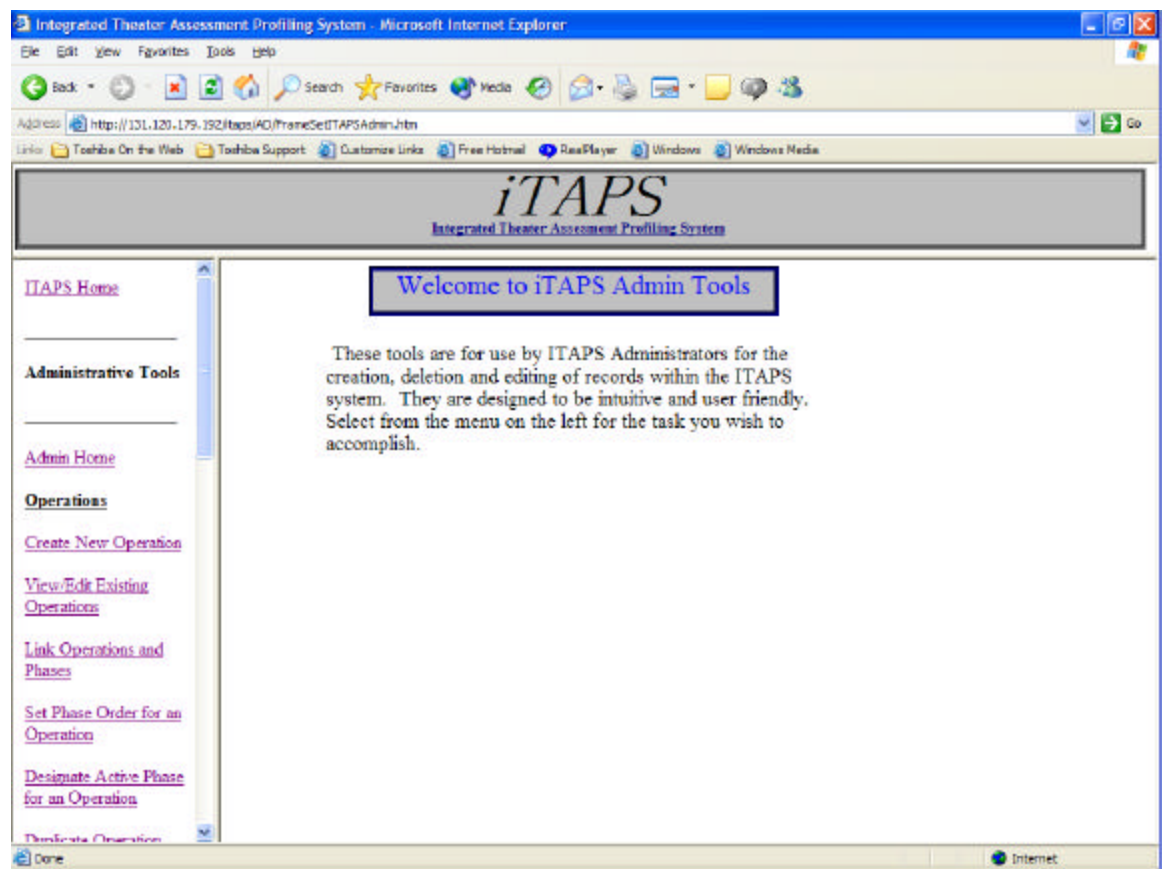 Integrated Theater Assessment Profiling System - Microsoft Internet Explorer
File Edit View Favorites Tools Help
Back Search Favorites Media
Address http://131.120.179.192/itaps/AD/FrameSetITAPSAdmin.htm Go
Links Toshiba On the Web Toshiba Support Customize Links Free Hotmail RealPlayer Windows Windows Media
iTAPS
Integrated Theater Assessment Profiling System
ITAPS Home
Administrative Tools
Admin Home
Operations
Create New Operation
View/Edit Existing
Operations
Link Operations and
Phases
Set Phase Order for an
Operation
Designate Active Phase
for an Operation
Duplicate Operation
Welcome to iTAPS Admin Tools
These tools are for use by ITAPS Administrators for the
creation, deletion and editing of records within the ITAPS
system. They are designed to be intuitive and user friendly.
Select from the menu on the left for the task you wish to
accomplish.
Done Internet